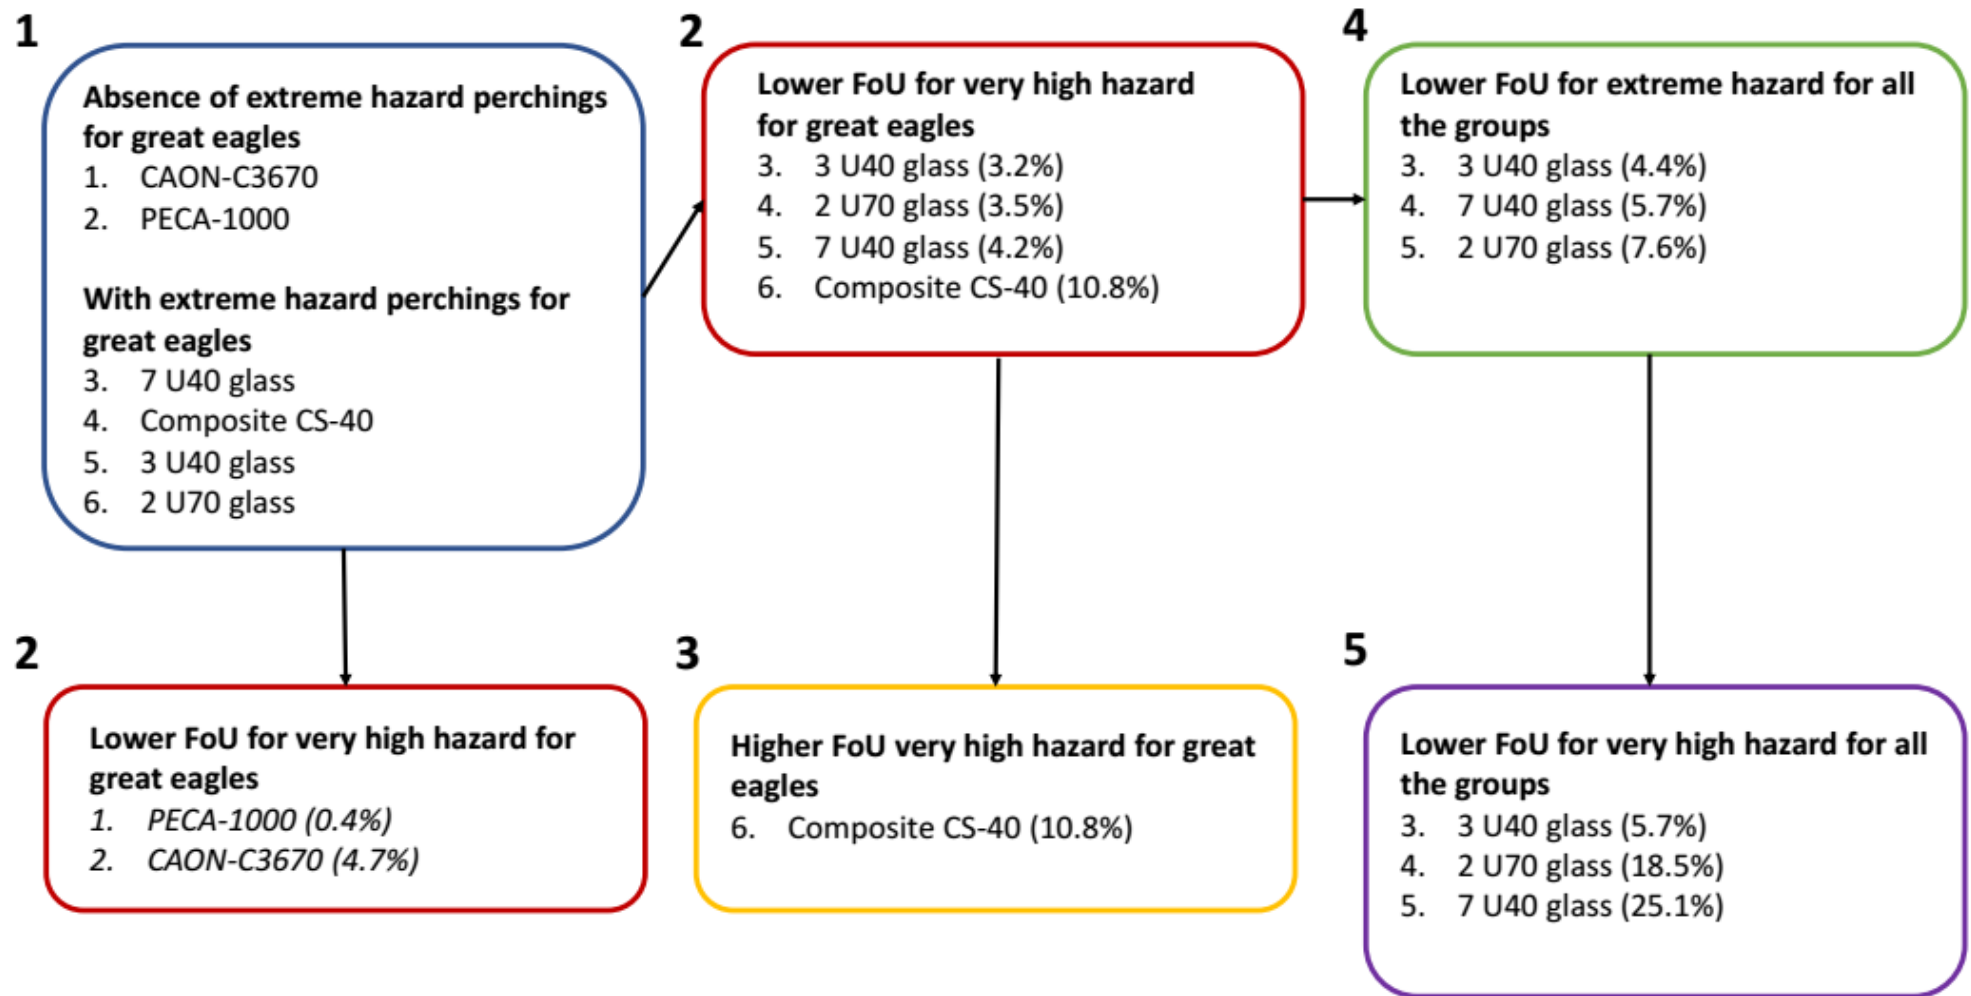 1
Absence of extreme hazard perchings
for great eagles
1. CAON-C3670
2. PECA-1000
With extreme hazard perchings for
great eagles
3. 7 U40 glass
4. Composite CS-40
5. 3 U40 glass
6. 2 U70 glass
2
Lower FoU for very high hazard
for great eagles
3. 3 U40 glass (3.2%)
4. 2 U70 glass (3.5%)
5. 7 U40 glass (4.2%)
6. Composite CS-40 (10.8%)
4
Lower FoU for extreme hazard for all
the groups
3. 3 U40 glass (4.4%)
4. 7 U40 glass (5.7%)
5. 2 U70 glass (7.6%)
2
Lower FoU for very high hazard for
great eagles
1. PECA-1000 (0.4%)
2. CAON-C3670 (4.7%)
3
Higher FoU very high hazard for great
eagles
6. Composite CS-40 (10.8%)
5
Lower FoU for very high hazard for all
the groups
3. 3 U40 glass (5.7%)
4. 2 U70 glass (18.5%)
5. 7 U40 glass (25.1%)